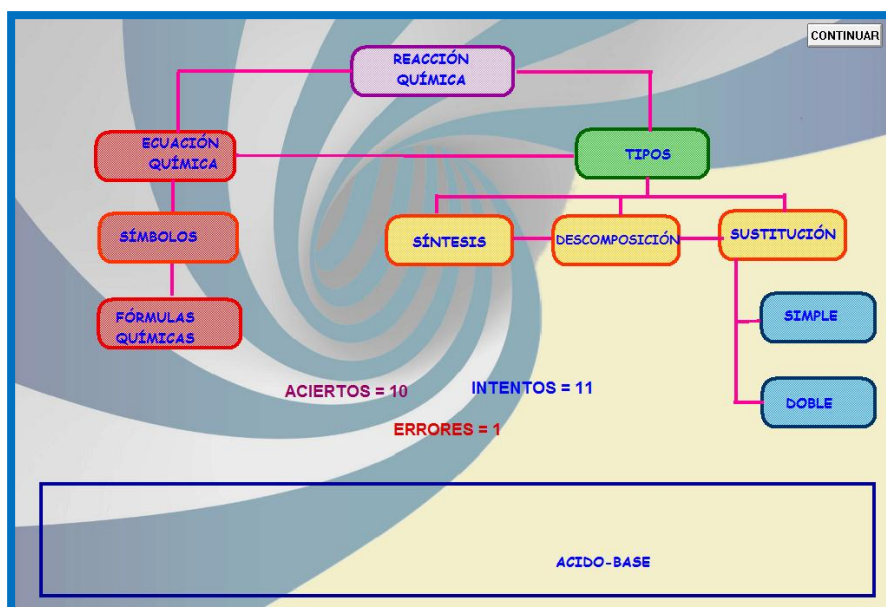 CONTINUAR
REACCIÓN
QUÍMICA
ECUACIÓN
QUÍMICA
TIPOS
SÍMBOLOS
SÍNTESIS
DESCOMPOSICIÓN
SUSTITUCIÓN
FÓRMULAS
QUÍMICAS
SIMPLE
DOBLE
ACIERTOS = 10
INTENTOS = 11
ERRORES = 1
ACIDO-BASE